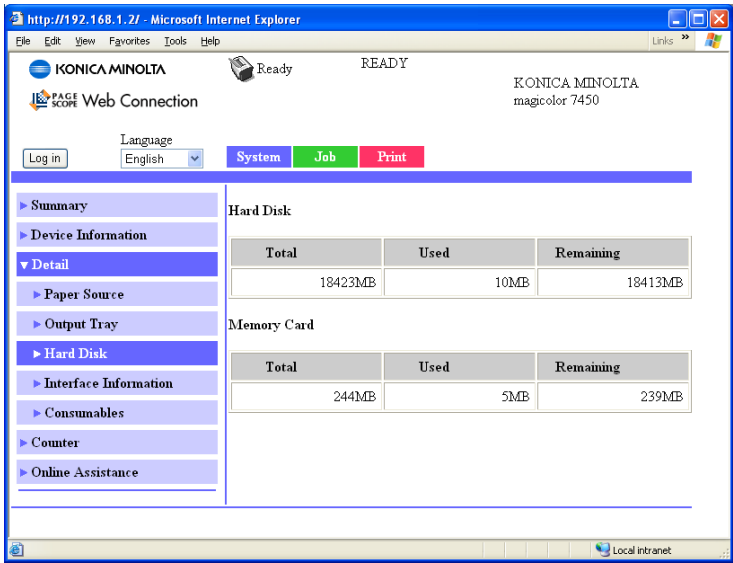 http://192.168.1.2/ - Microsoft Internet Explorer
File Edit View Favorites Tools Help Links »
KONICA MINOLTA
Ready
READY
KONICA MINOLTA
magicolor 7450
PAGE SCOPE Web Connection
Language
Log in English
System Job Print
Summary
Device Information
Detail
Paper Source
Output Tray
Hard Disk
Interface Information
Consumables
Counter
Online Assistance
Hard Disk
Total Used Remaining
18423MB 10MB 18413MB
Memory Card
Total Used Remaining
244MB 5MB 239MB
Local intranet